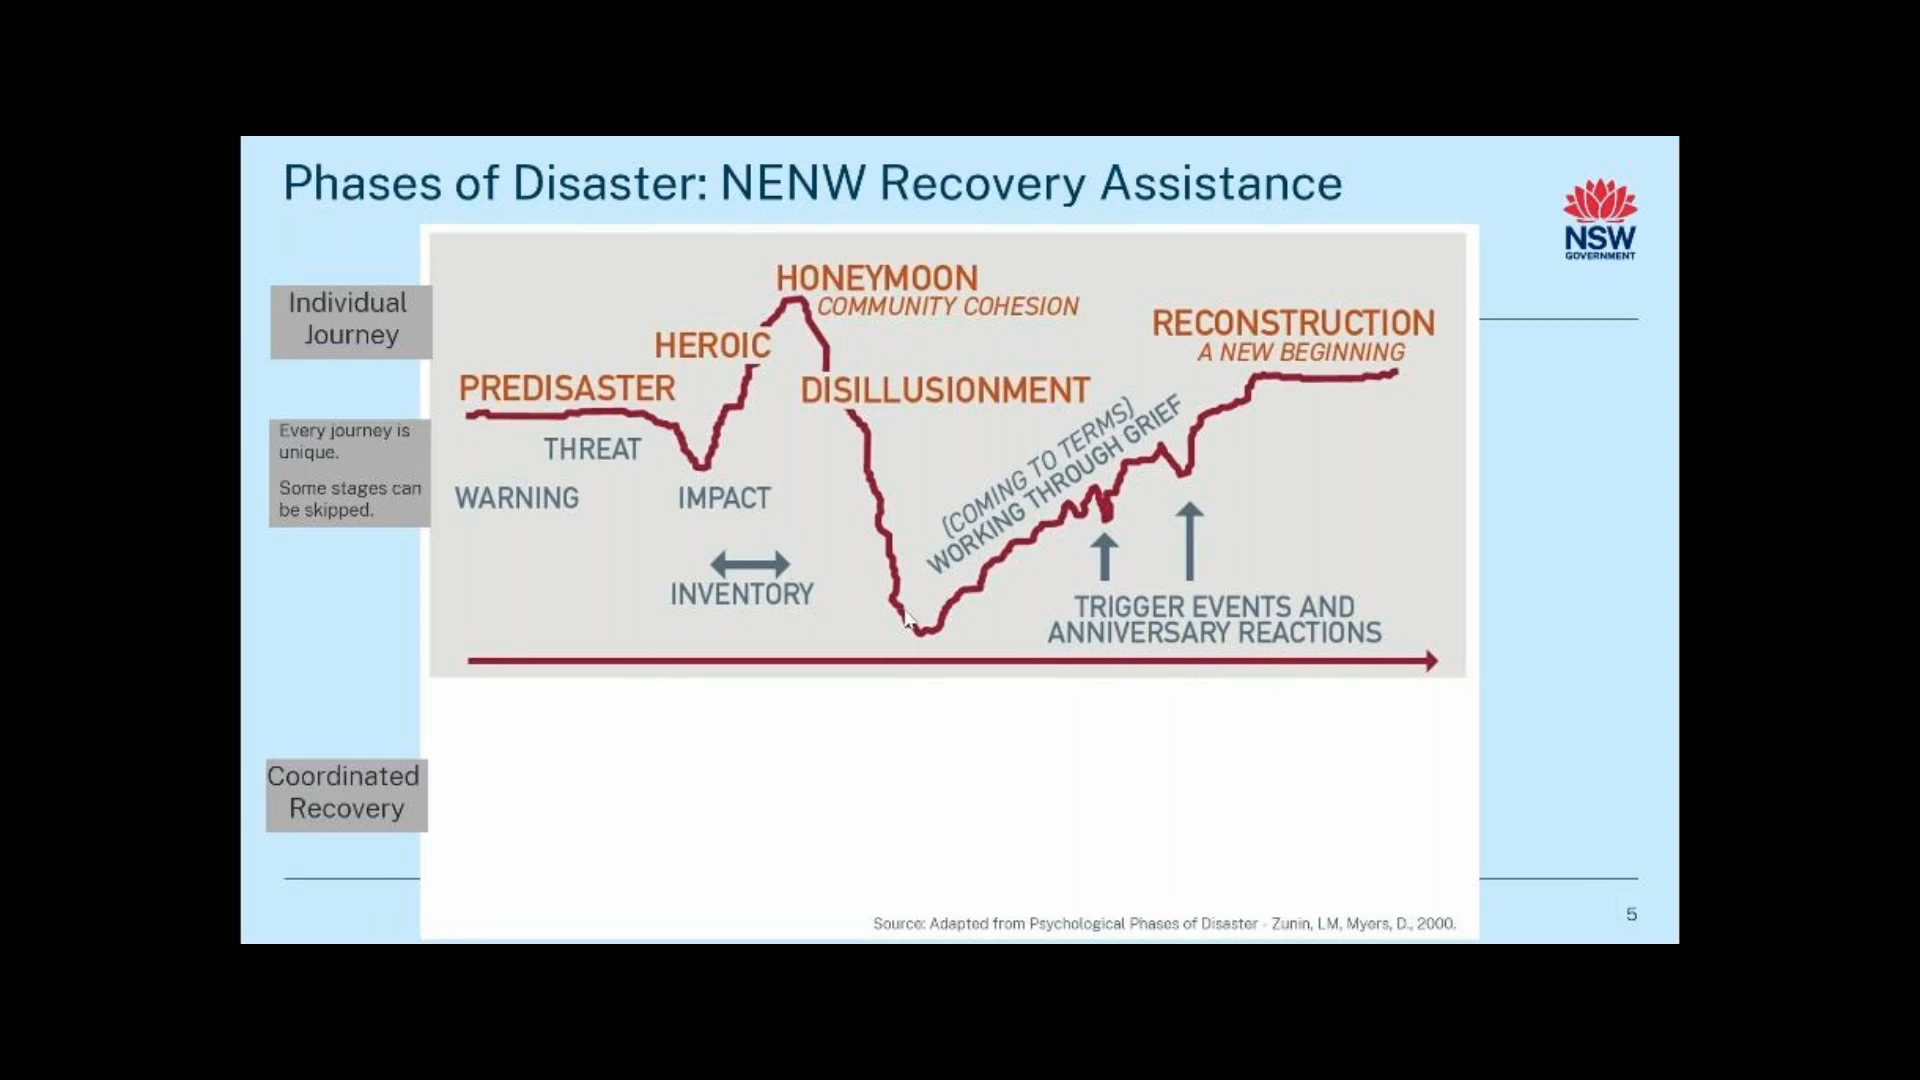 Phases of Disaster: NENW Recovery Assistance
NSW
GOVERNMENT
Individual
Journey
Every journey is
unique.
Some stages can
be skipped.
Coordinated
Recovery
HONEYMOON
COMMUNITY COHESION
HEROIC
PREDISASTER
DISILLUSIONMENT
RECONSTRUCTION
A NEW BEGINNING
THREAT
WARNING
IMPACT
INVENTORY
(COMING TO TERMS)
WORKING THROUGH GRIEF
TRIGGER EVENTS AND
ANNIVERSARY REACTIONS
Source: Adapted from Psychological Phases of Disaster - Zunin, LM, Myers, D., 2000.
5